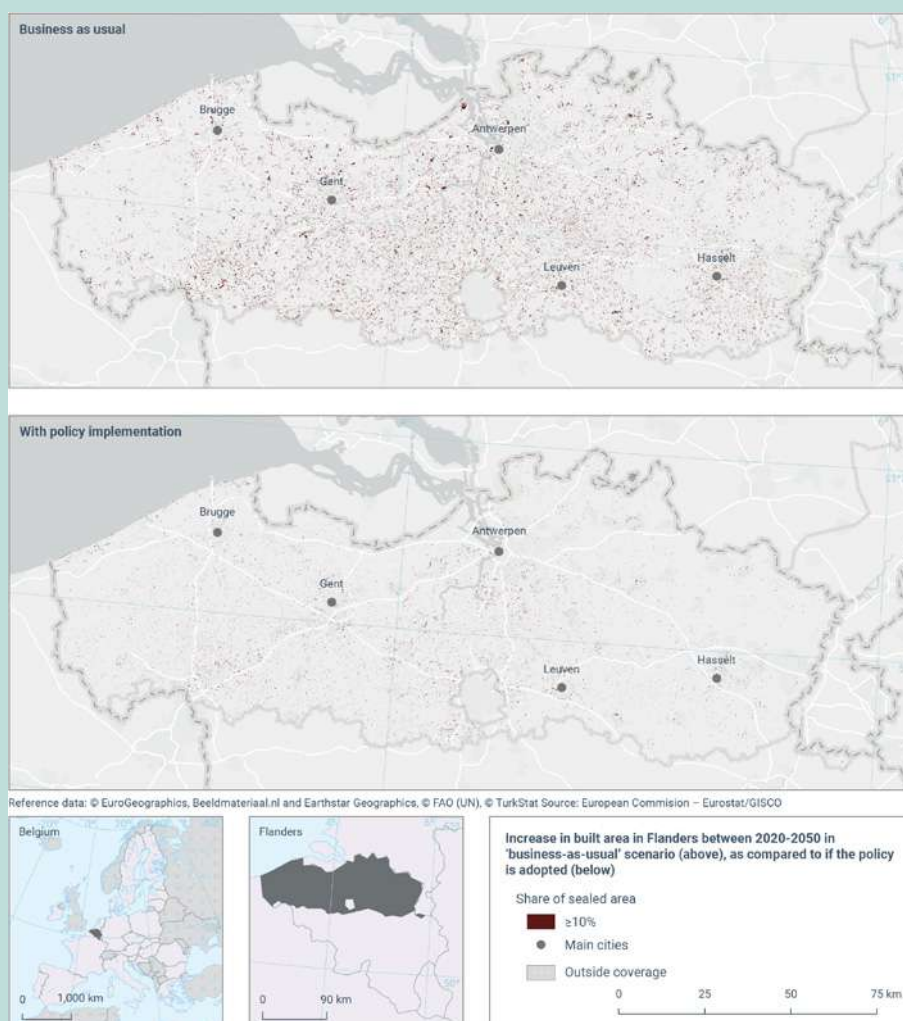 Business as usual
Brugge
Antwerpen
Gent
Leuven
Hasselt
51°
With policy implementation
Brugge
Antwerpen
Gent
Leuven
Hasselt
51°
Reference data: © EuroGeographics, Beeldmateriaal.nl and Earthstar Geographics, © FAO (UN), © TurkStat Source: European Commision – Eurostat/GISCO
Belgium
0 1,000 km
Flanders
50°
0 90 km
Increase in built area in Flanders between 2020-2050 in
'business-as-usual' scenario (above), as compared to if the policy
is adopted (below)
Share of sealed area
≥10%
Main cities
Outside coverage
0 25 50 75 km